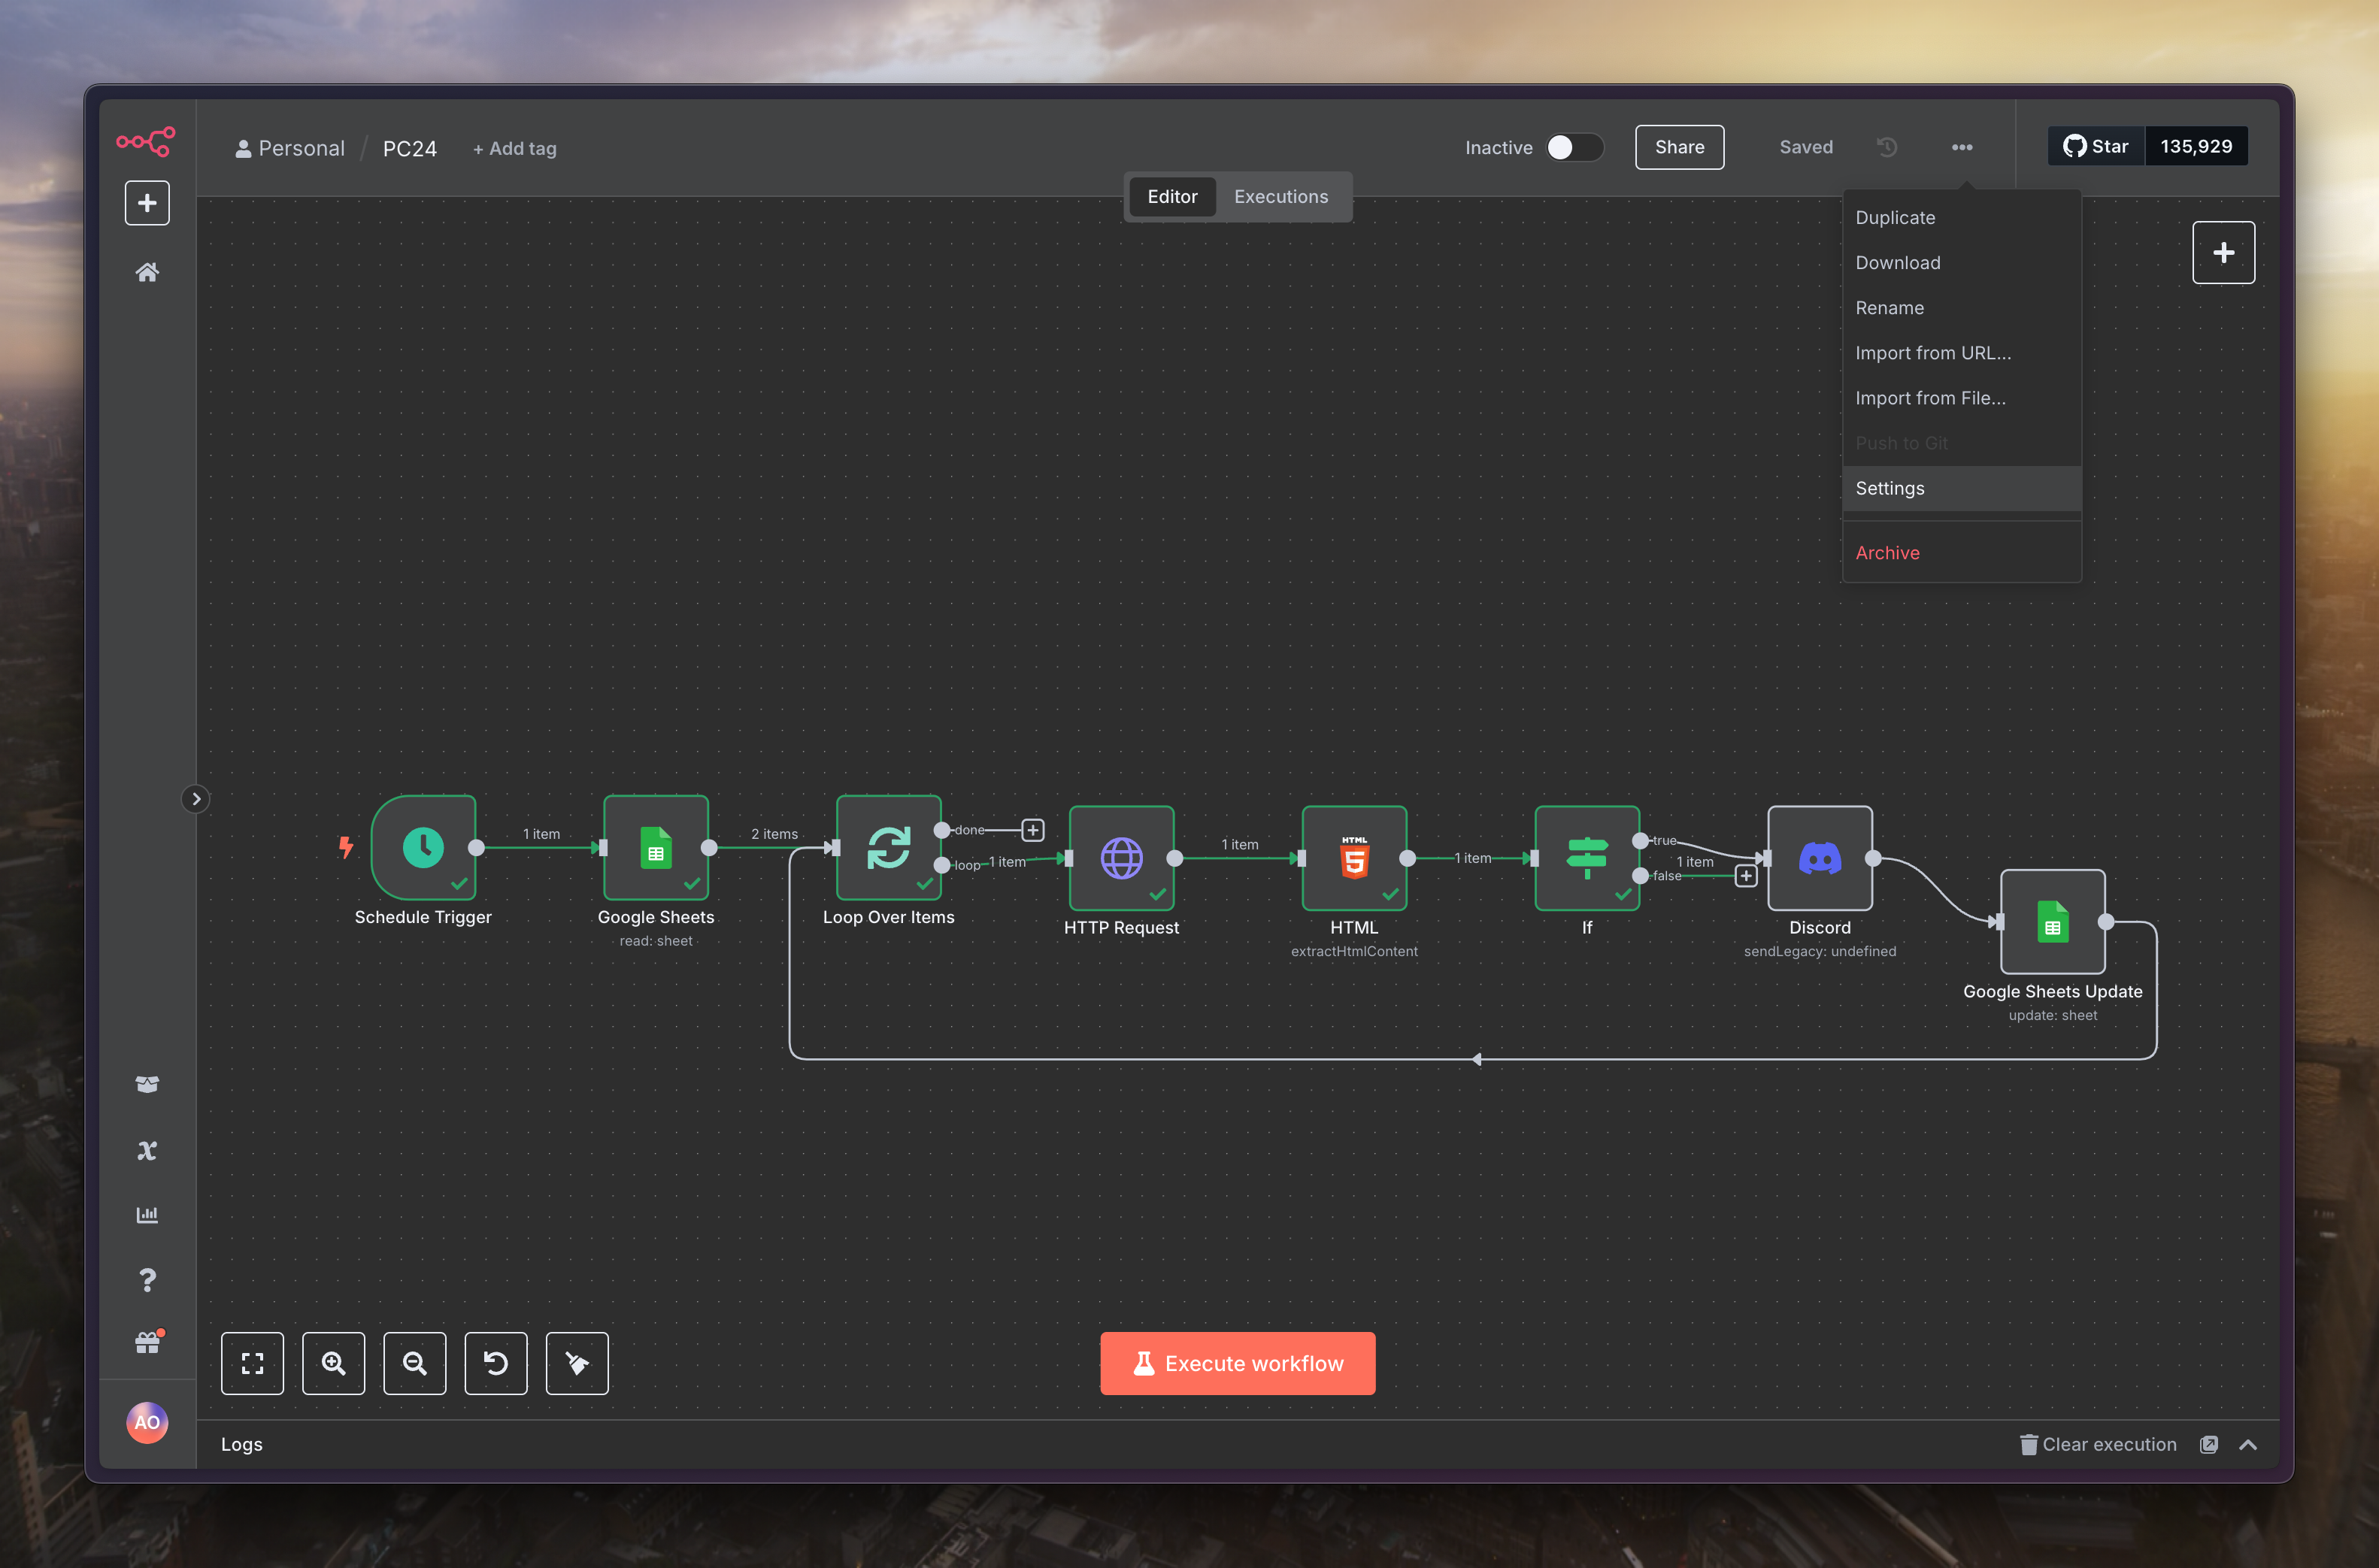 Personal / PC24 + Add tag
Inactive Share Saved ••• Star 135,929
Editor Executions
Duplicate
Download
Rename
Import from URL...
Import from File...
Push to Git
Settings
Archive
1 item
2 items
done
loop
1 item
1 item
1 item
true
1 item
false
HTML
5
Schedule Trigger
Google Sheets
read: sheet
Loop Over Items
HTTP Request
HTML
extractHtmlContent
If
Discord
sendLegacy: undefined
Google Sheets Update
update: sheet
x
?
Execute workflow
AO
Logs
Clear execution